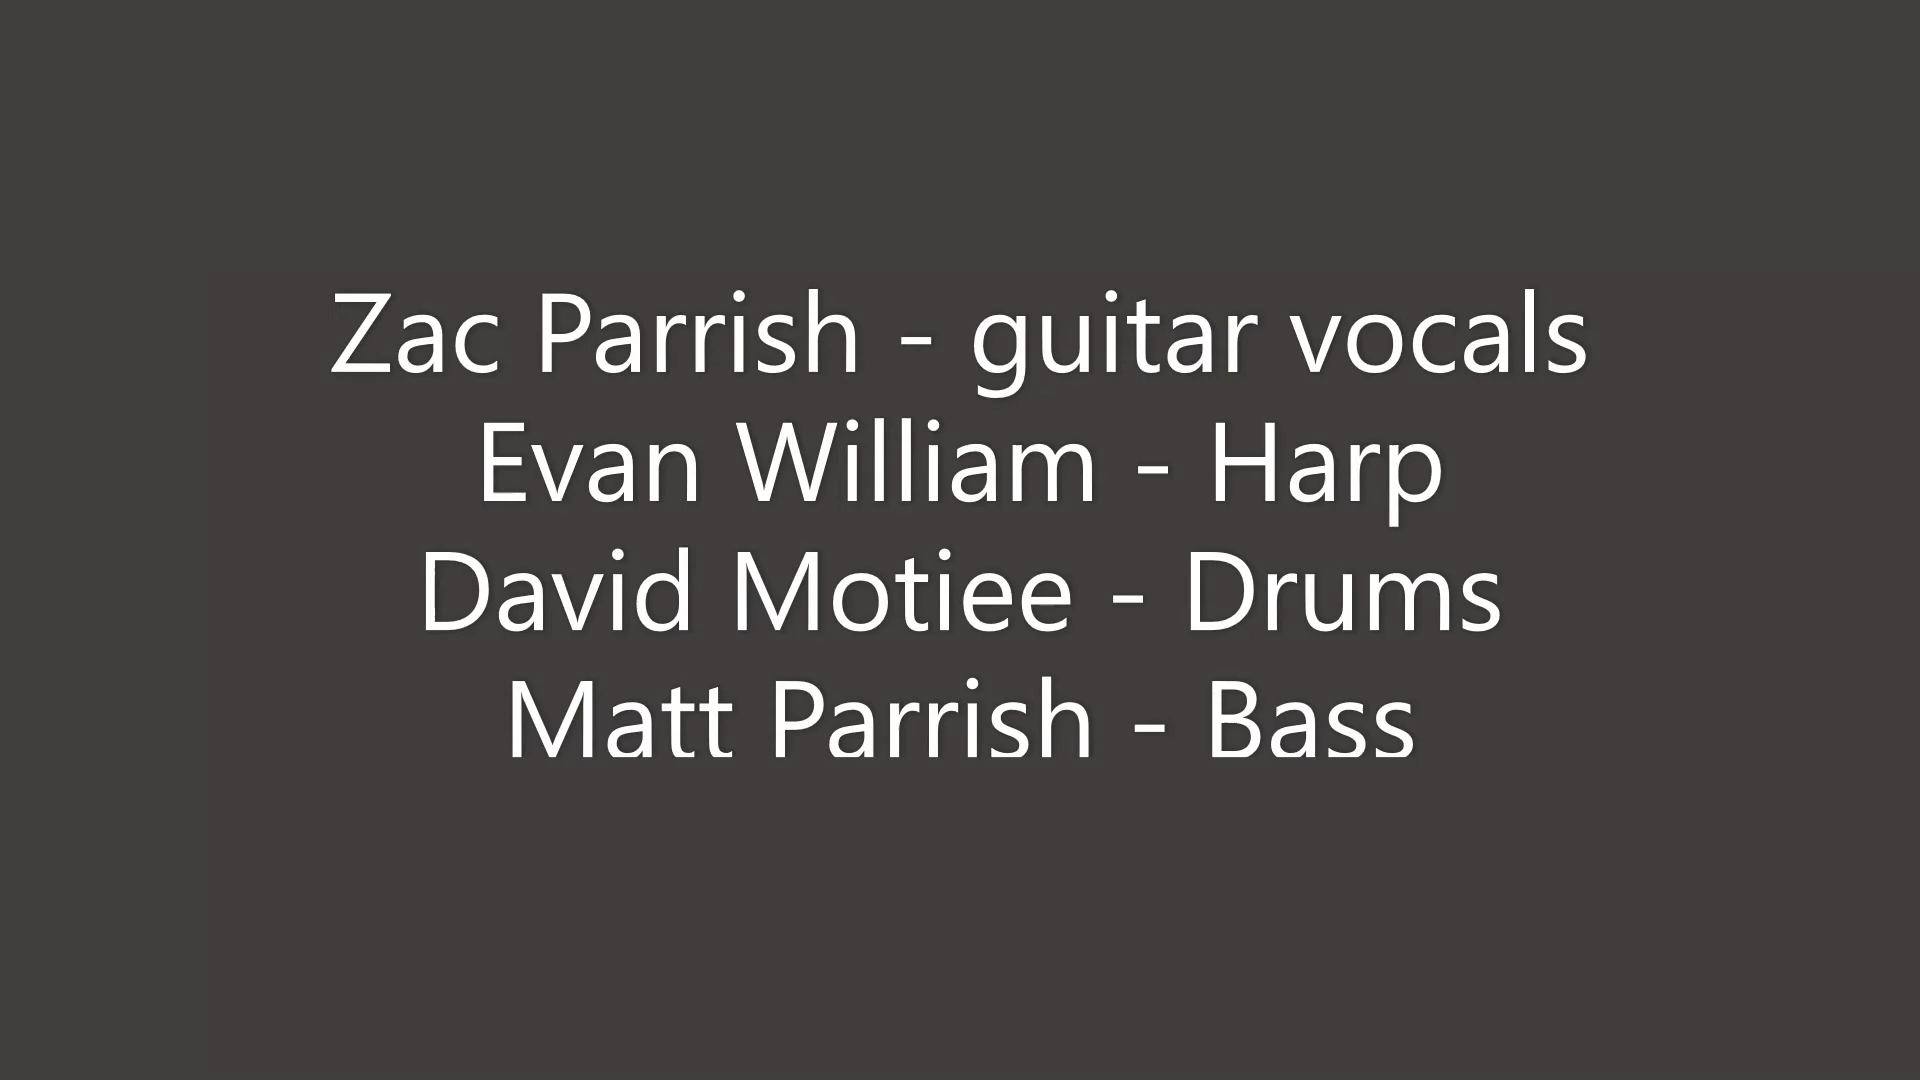 Zac Parrish - guitar vocals
Evan William - Harp
David Motiee - Drums
Matt Parrish - Bass